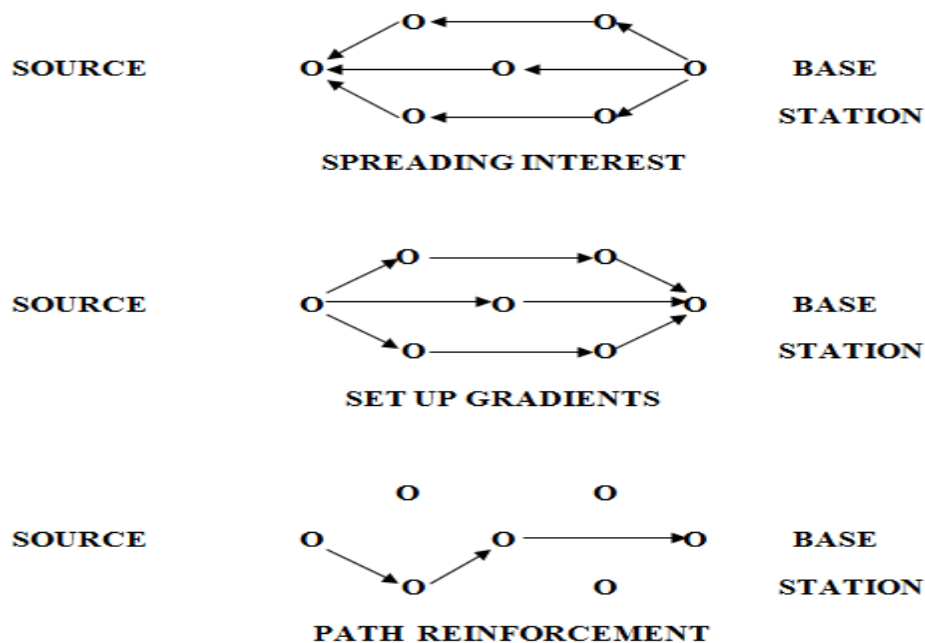 SOURCE BASE
STATION
SPREADING INTEREST
SOURCE BASE
STATION
SET UP GRADIENTS
SOURCE BASE
STATION
PATH REINFORCEMENT